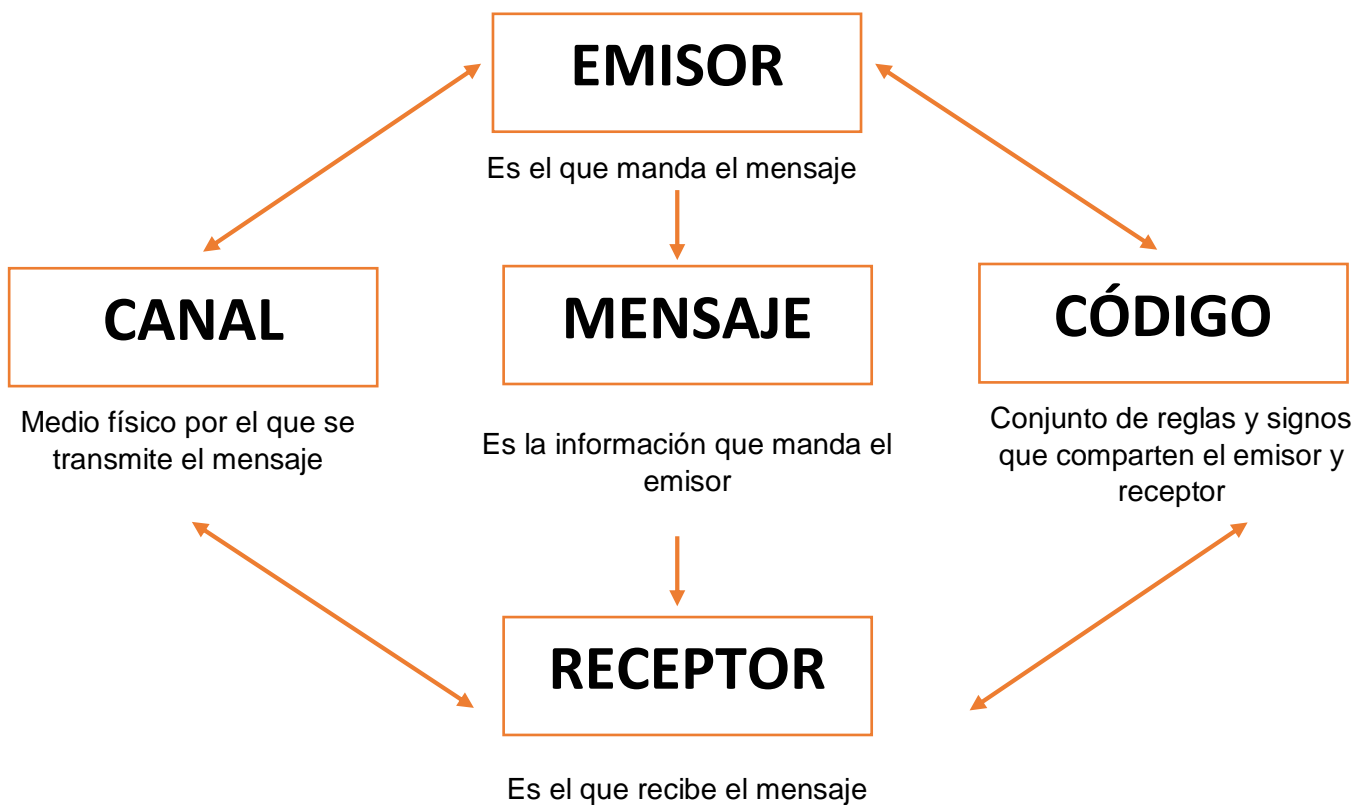 EMISOR
Es el que manda el mensaje
CANAL
Medio físico por el que se
transmite el mensaje
MENSAJE
Es la información que manda el
emisor
CÓDIGO
Conjunto de reglas y signos
que comparten el emisor y
receptor
RECEPTOR
Es el que recibe el mensaje